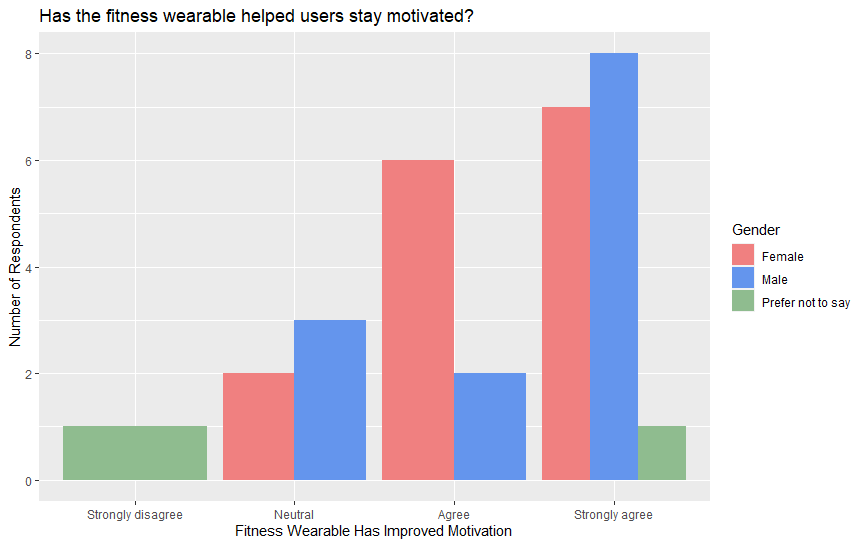 Has the fitness wearable helped users stay motivated?
8
6
4
2
0
Number of Respondents
Strongly disagree
Neutral
Agree
Strongly agree
Fitness Wearable Has Improved Motivation
Gender
Female
Male
Prefer not to say